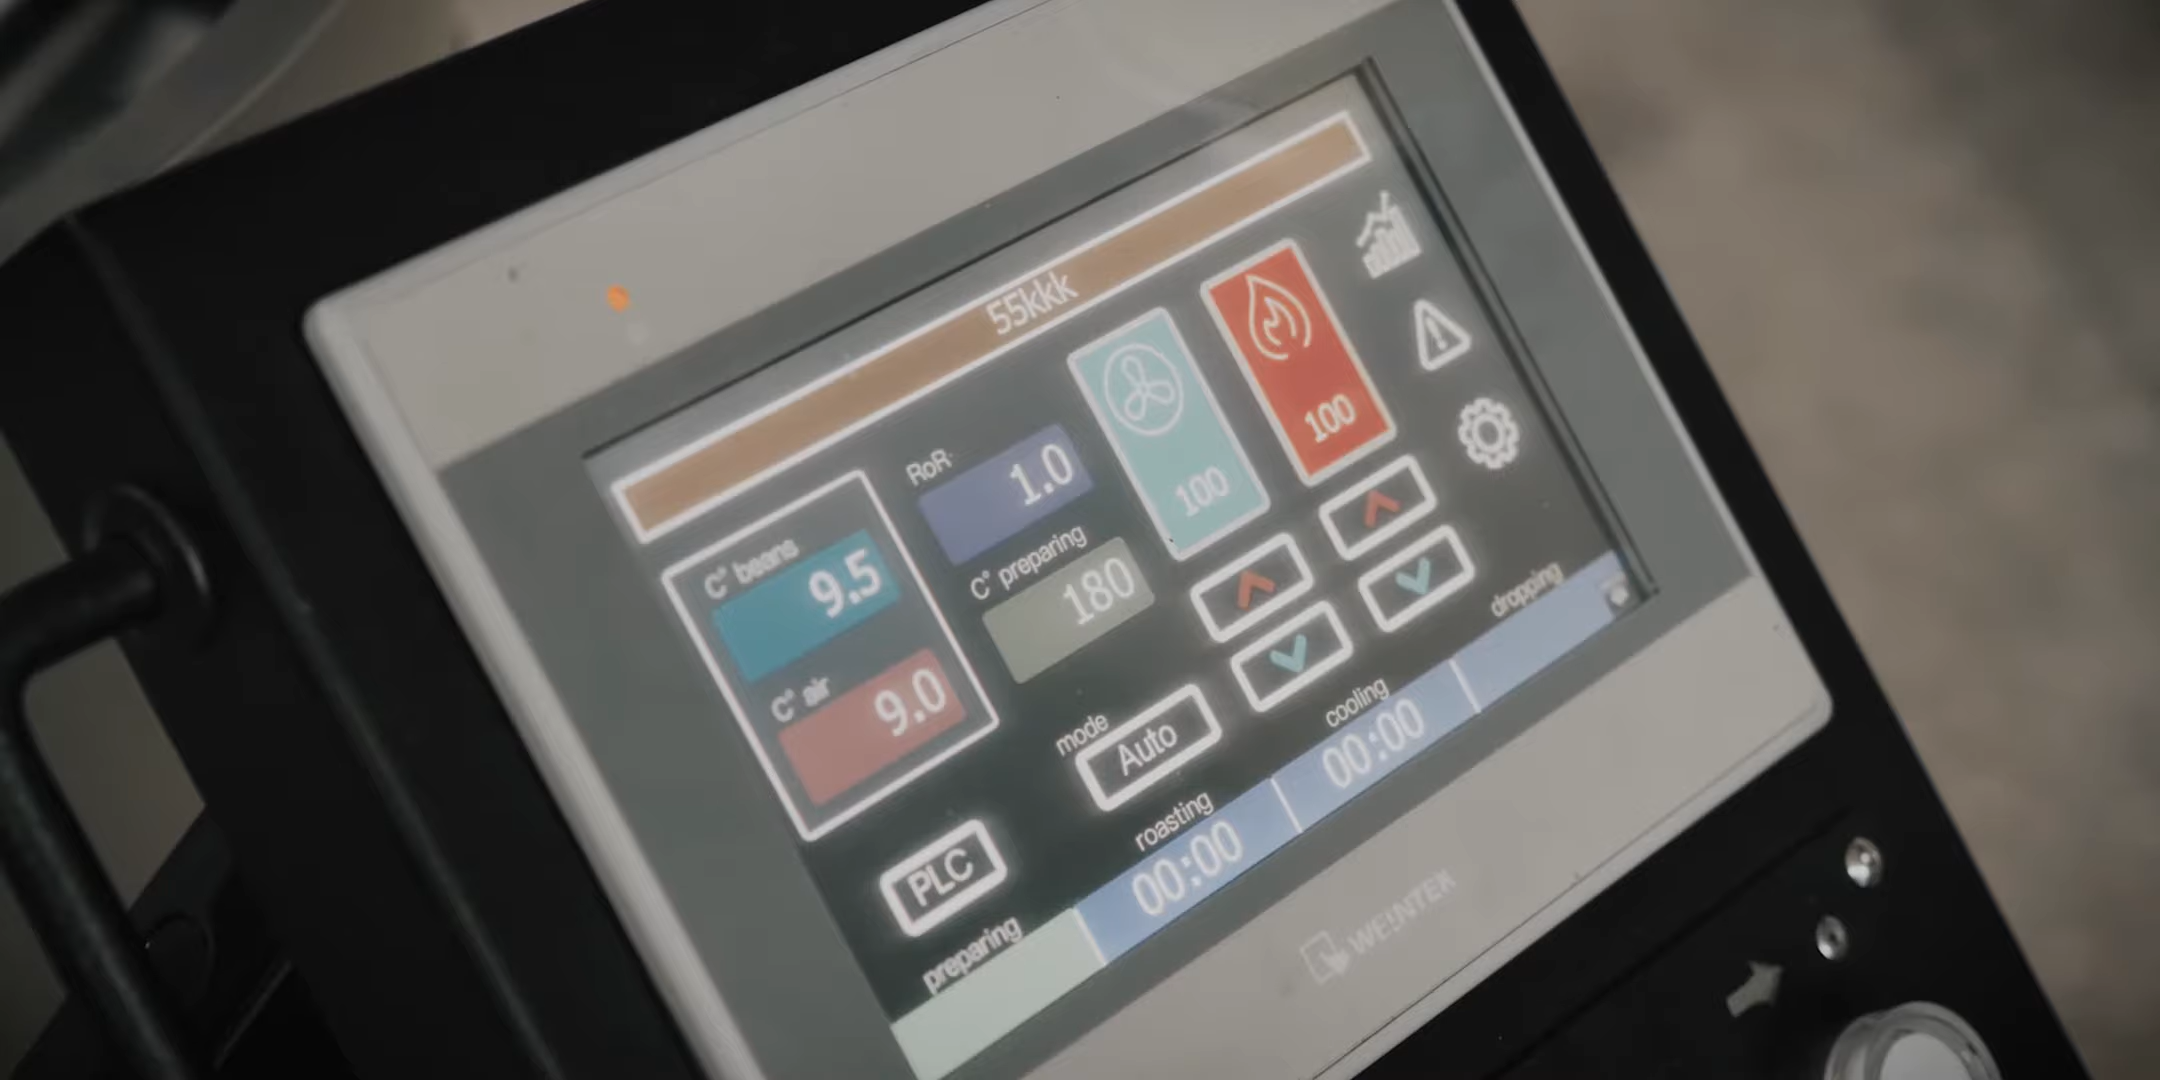 55kkk
100
100
RoR
1.0
C° beans
9.5
C° preparing
180
C° air
9.0
mode
Auto
PLC
preparing
roasting
00:00
cooling
00:00
dropping
WEINTEK